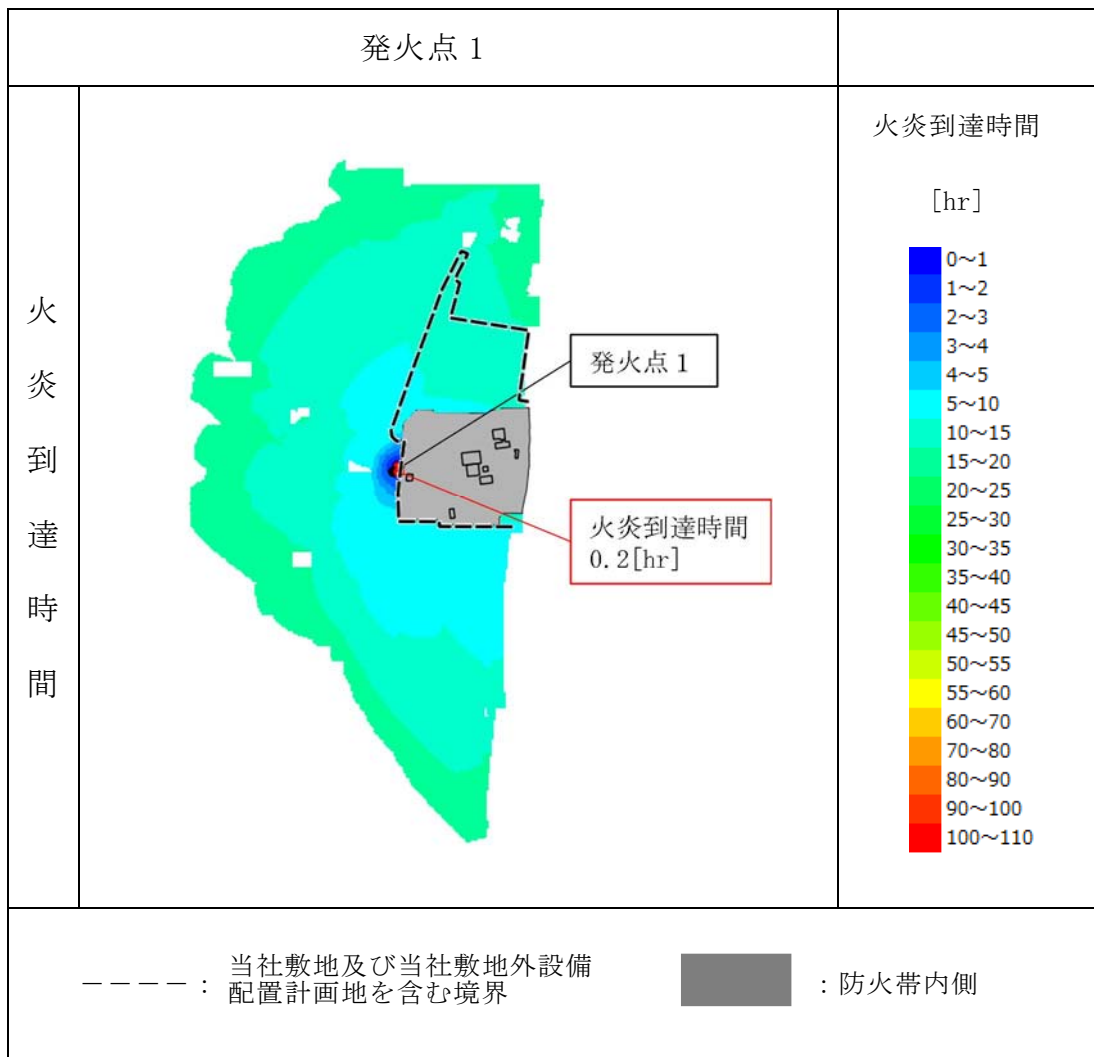 発火点 1
火炎到達時間
火炎到達時間
[hr]
0～1
1～2
2～3
3～4
4～5
5～10
10～15
15～20
20～25
25～30
30～35
35～40
40～45
45～50
50～55
55～60
60～70
70～80
80～90
90～100
100～110
発火点 1
火炎到達時間
0.2[hr]
－－－－：
当社敷地及び当社敷地外設備
配置計画地を含む境界
：防火帯内側